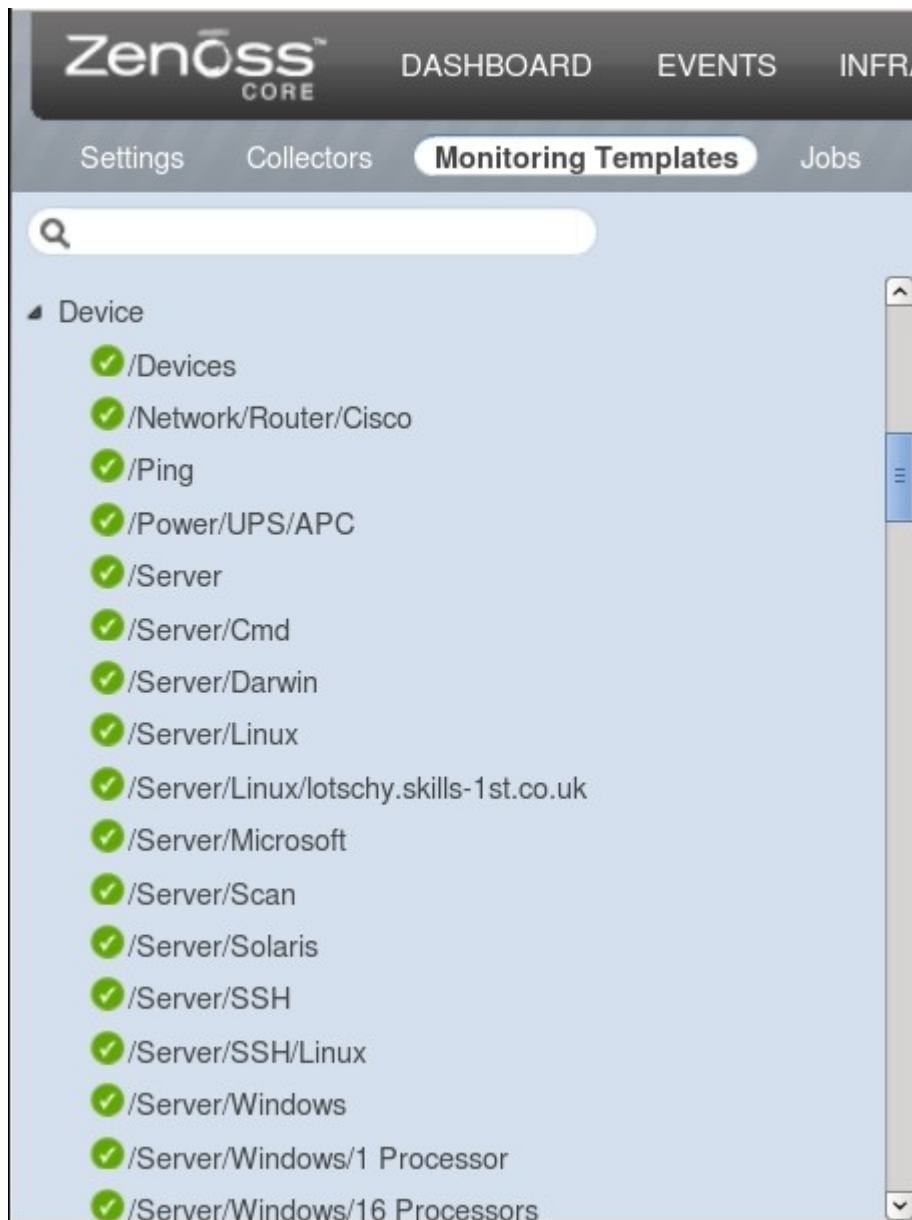 Zenōss™
CORE
DASHBOARD EVENTS INFRA
Settings Collectors Monitoring Templates Jobs
Device
/Devices
/Network/Router/Cisco
/Ping
/Power/UPS/APC
/Server
/Server/Cmd
/Server/Darwin
/Server/Linux
/Server/Linux/lotschy.skills-1st.co.uk
/Server/Microsoft
/Server/Scan
/Server/Solaris
/Server/SSH
/Server/SSH/Linux
/Server/Windows
/Server/Windows/1 Processor
/Server/Windows/16 Processors